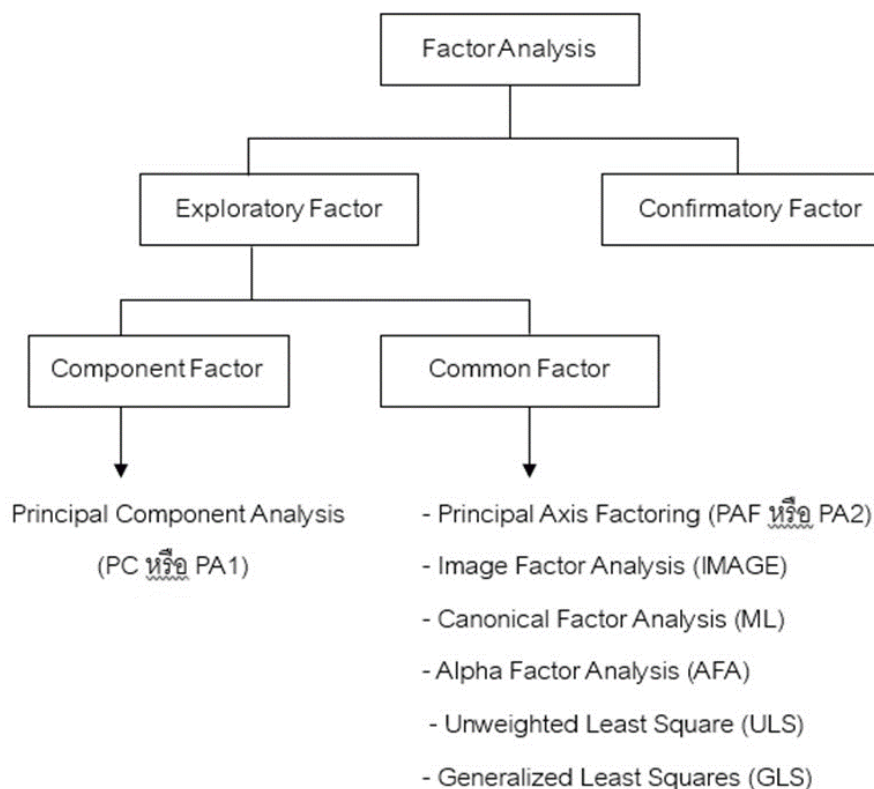 Factor Analysis
Exploratory Factor
Confirmatory Factor
Component Factor
Common Factor
Principal Component Analysis
(PC หรือ PA1)
- Principal Axis Factoring (PAF หรือ PA2)
- Image Factor Analysis (IMAGE)
- Canonical Factor Analysis (ML)
- Alpha Factor Analysis (AFA)
- Unweighted Least Square (ULS)
- Generalized Least Squares (GLS)